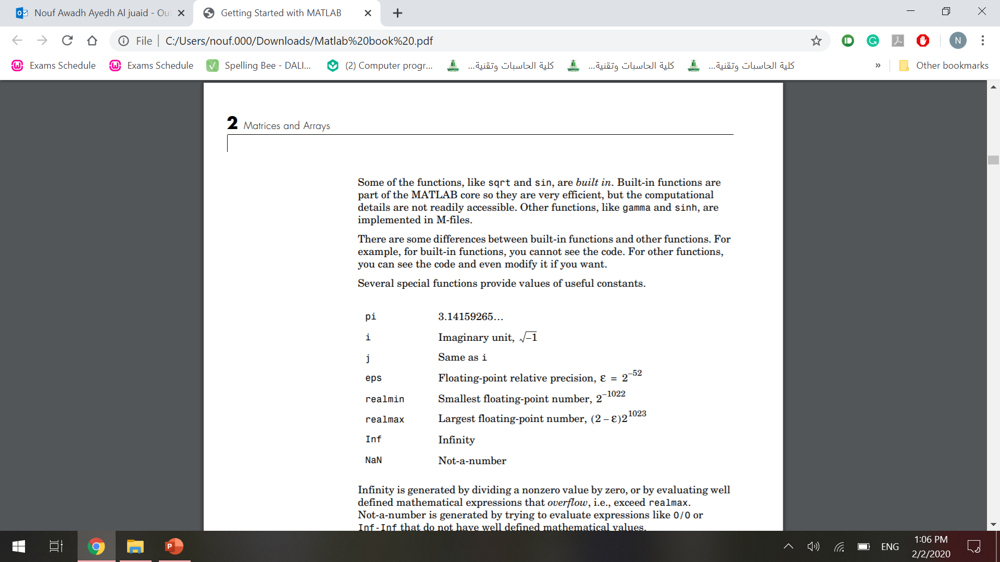 Nouf Awadh Ayedh Al juaid - Ou
Getting Started with MATLAB
File
C:/Users/nouf.000/Downloads/Matlab%20book%20.pdf
N
Exams Schedule
Exams Schedule
Spelling Bee - DALI...
(2) Computer progr...
كلية الحاسبات وتقنية...
كلية الحاسبات وتقنية...
كلية الحاسبات وتقنية...
»
Other bookmarks
2 Matrices and Arrays
Some of the functions, like sqrt and sin, are built in. Built-in functions are
part of the MATLAB core so they are very efficient, but the computational
details are not readily accessible. Other functions, like gamma and sinh, are
implemented in M-files.
There are some differences between built-in functions and other functions. For
example, for built-in functions, you cannot see the code. For other functions,
you can see the code and even modify it if you want.
Several special functions provide values of useful constants.
pi 3.14159265…
i Imaginary unit, √–1
j Same as i
eps Floating-point relative precision, ε = 2^–52
realmin Smallest floating-point number, 2^–1022
realmax Largest floating-point number, (2 – ε)2^1023
Inf Infinity
NaN Not-a-number
Infinity is generated by dividing a nonzero value by zero, or by evaluating well
defined mathematical expressions that overflow, i.e., exceed realmax.
Not-a-number is generated by trying to evaluate expressions like 0/0 or
Inf-Inf that do not have well defined mathematical values.
ENG
1:06 PM
2/2/2020